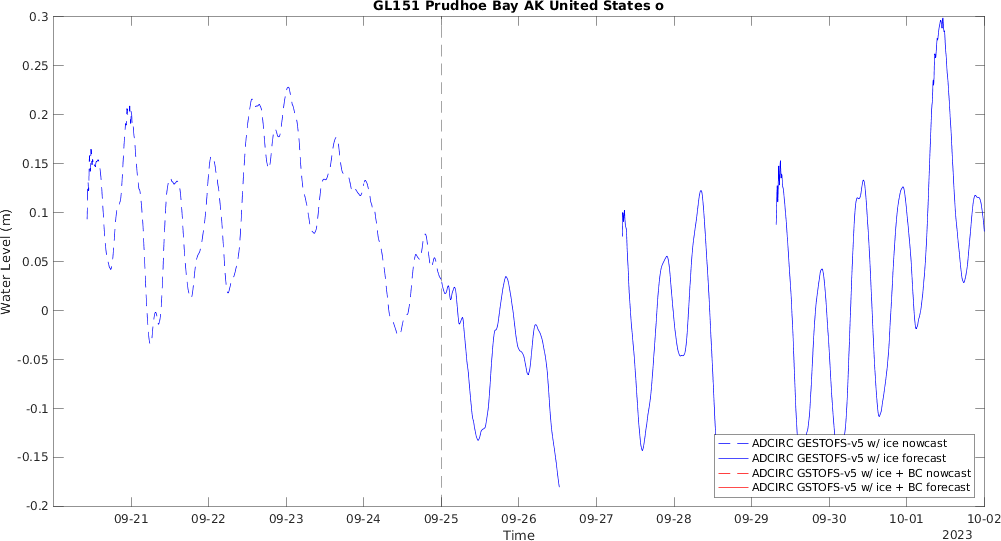 GL151 Prudhoe Bay AK United States o
0.3
0.25
0.2
0.15
0.1
0.05
0
-0.05
-0.1
-0.15
-0.2
Water Level (m)
ADCIRC GESTOFS-v5 w/ ice nowcast
ADCIRC GESTOFS-v5 w/ ice forecast
ADCIRC GSTOFS-v5 w/ ice + BC nowcast
ADCIRC GSTOFS-v5 w/ ice + BC forecast
09-21 09-22 09-23 09-24 09-25 09-26 09-27 09-28 09-29 09-30 10-01 10-02
Time
2023